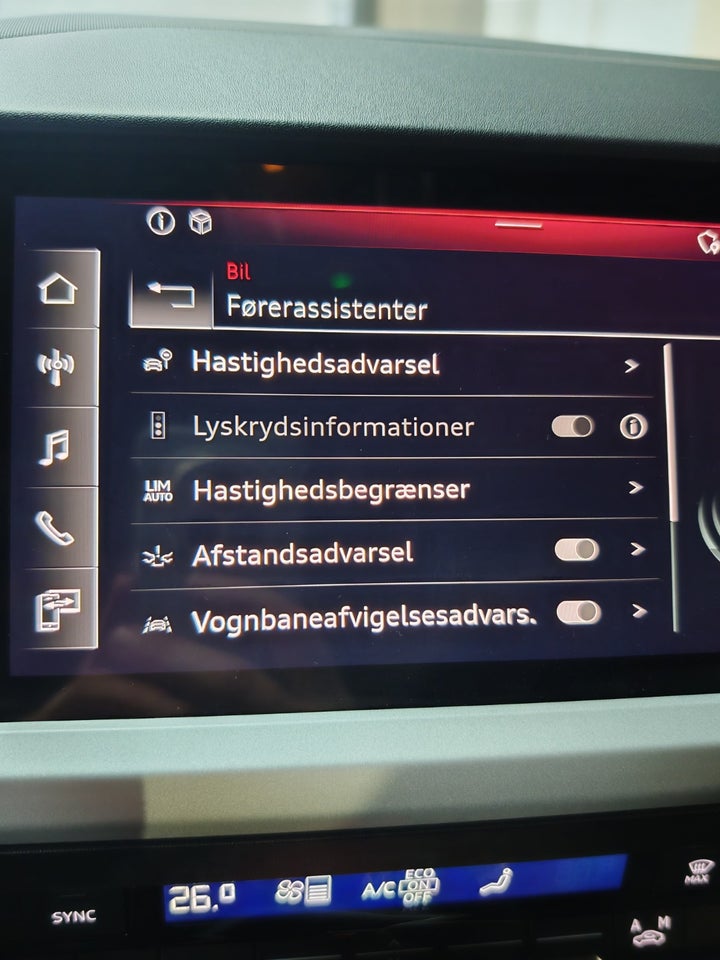 Bil
Førerassistenter
Hastighedsadvarsel
Lyskrydsinformationer
LIM
AUTO
Hastighedsbegrænser
Afstandsadvarsel
Vognbaneafvigelsesadvars.
SYNC
26.0
A/C
ECO
ON
OFF
MAX
A M